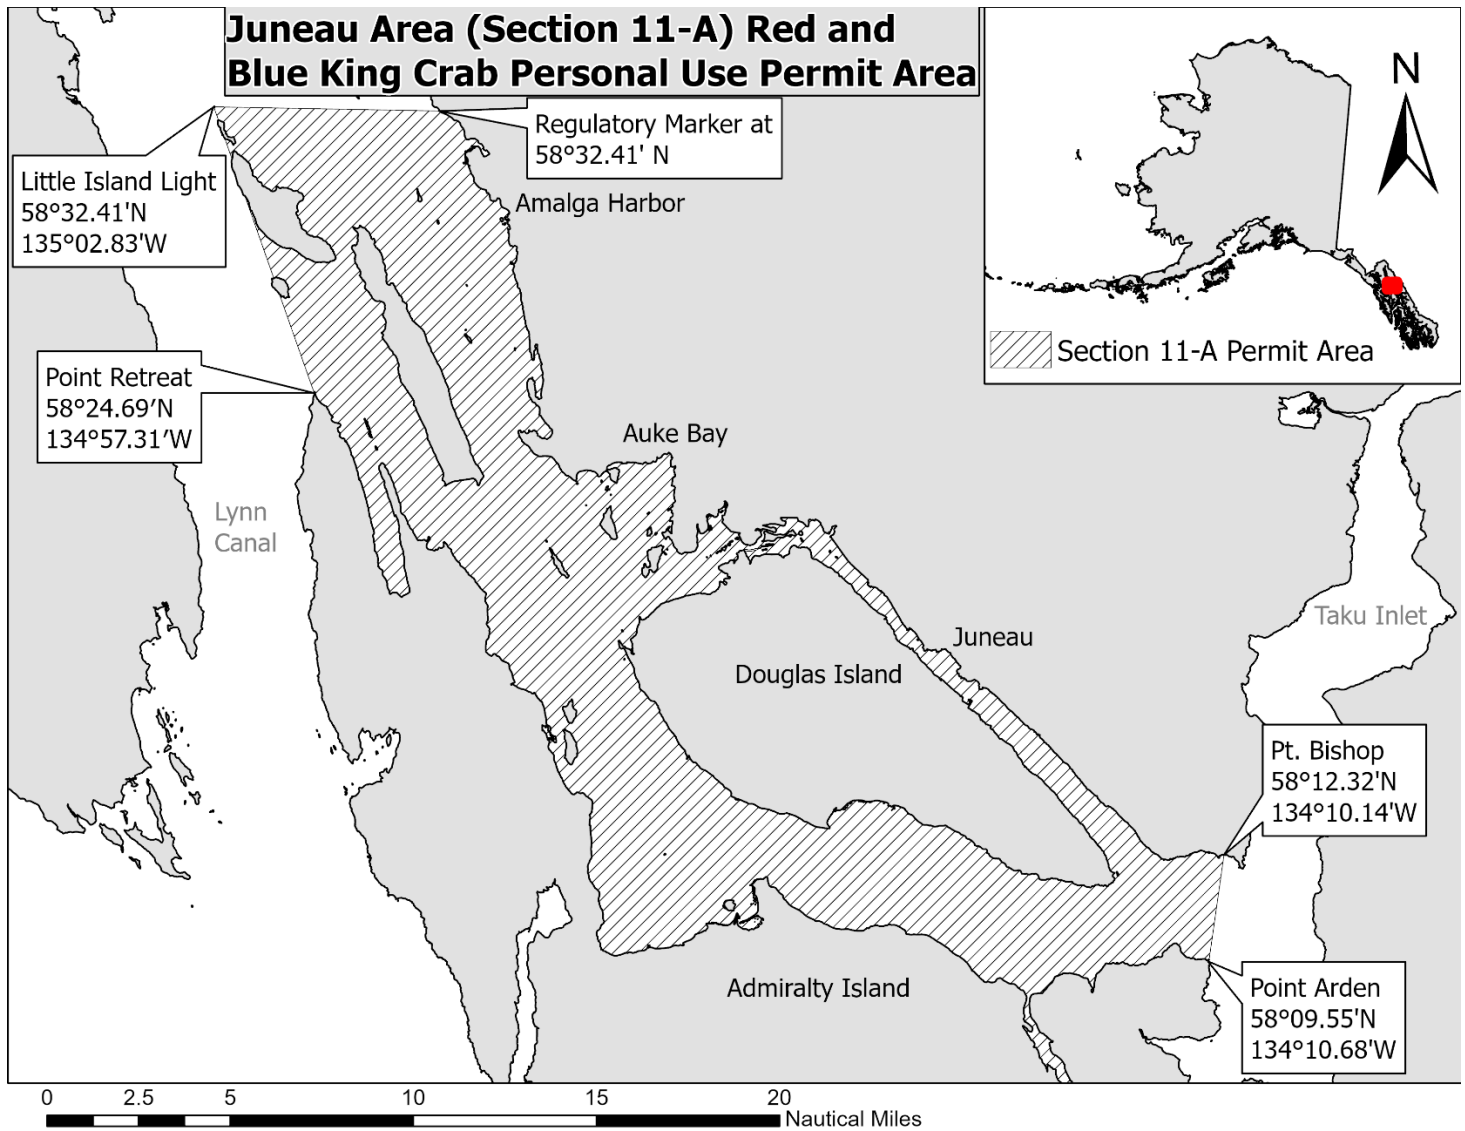 Juneau Area (Section 11-A) Red and
Blue King Crab Personal Use Permit Area
N
Regulatory Marker at
58°32.41' N
Little Island Light
58°32.41'N
135°02.83'W
Amalga Harbor
Section 11-A Permit Area
Point Retreat
58°24.69′N
134°57.31′W
Auke Bay
Lynn
Canal
Taku Inlet
Juneau
Douglas Island
Pt. Bishop
58°12.32'N
134°10.14'W
Admiralty Island
Point Arden
58°09.55'N
134°10.68'W
0 2.5 5 10 15 20
Nautical Miles